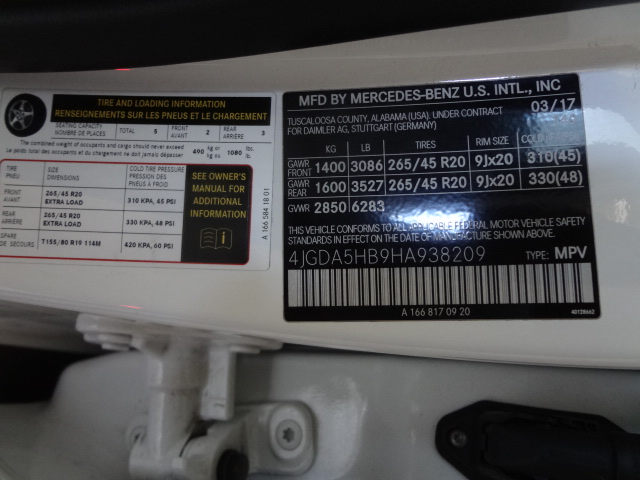 TIRE AND LOADING INFORMATION
RENSEIGNEMENTS SUR LES PNEUS ET LE CHARGEMENT
SEATING CAPACITY
NOMBRE DE PLACES
TOTAL 5
FRONT
AVANT 2
REAR
ARRIÈRE 3
The combined weight of occupants and cargo should never exceed
Le poids total des occupants et du chargement ne doit jamais dépasser
490 kg or
kg ou
1080 lbs.
lb.
TIRE
PNEU
SIZE
DIMENSIONS
COLD TIRE PRESSURE
PRESSION DES
PNEUS À FROID
FRONT
AVANT
265/45 R20
EXTRA LOAD
310 KPA, 45 PSI
REAR
ARRIÈRE
265/45 R20
EXTRA LOAD
330 KPA, 48 PSI
SPARE
DE SECOURS
T155/80 R19 114M
420 KPA, 60 PSI
SEE OWNER'S
MANUAL FOR
ADDITIONAL
INFORMATION
A 166 584 18 01
MFD BY MERCEDES-BENZ U.S. INTL., INC
TUSCALOOSA COUNTY, ALABAMA (USA) UNDER CONTRACT
FOR DAIMLER AG, STUTTGART (GERMANY)
03/17
KG LB TIRES RIM SIZE
GAWR
FRONT 1400 3086 265/45 R20 9Jx20 310(45)
GAWR
REAR 1600 3527 265/45 R20 9Jx20 330(48)
GVWR 2850 6283
THIS VEHICLE CONFORMS TO ALL APPLICABLE FEDERAL MOTOR VEHICLE SAFETY
STANDARDS IN EFFECT ON THE DATE OF MANUFACTURE SHOWN ABOVE.
4JGDA5HB9HA938209
TYPE: MPV
A 166 817 09 20